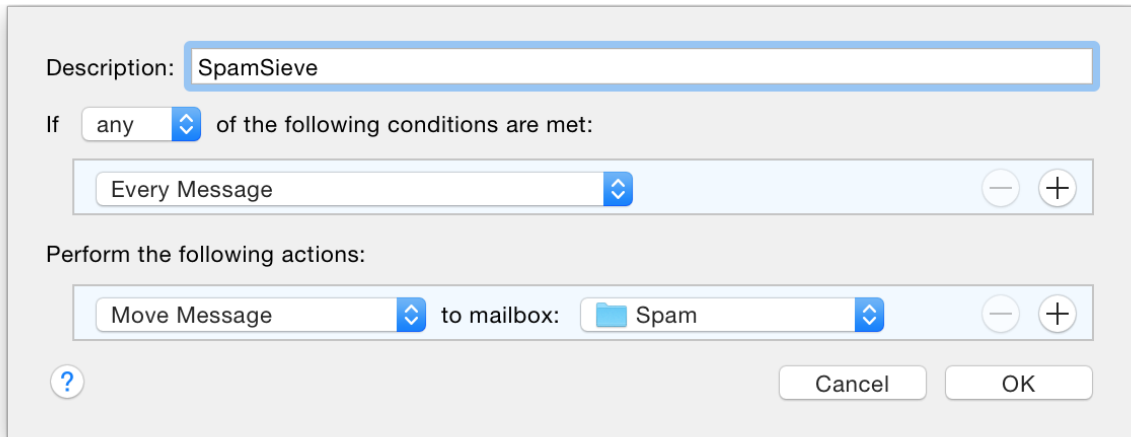 Description: SpamSieve
If any of the following conditions are met:
Every Message
Perform the following actions:
Move Message to mailbox: Spam
? Cancel OK